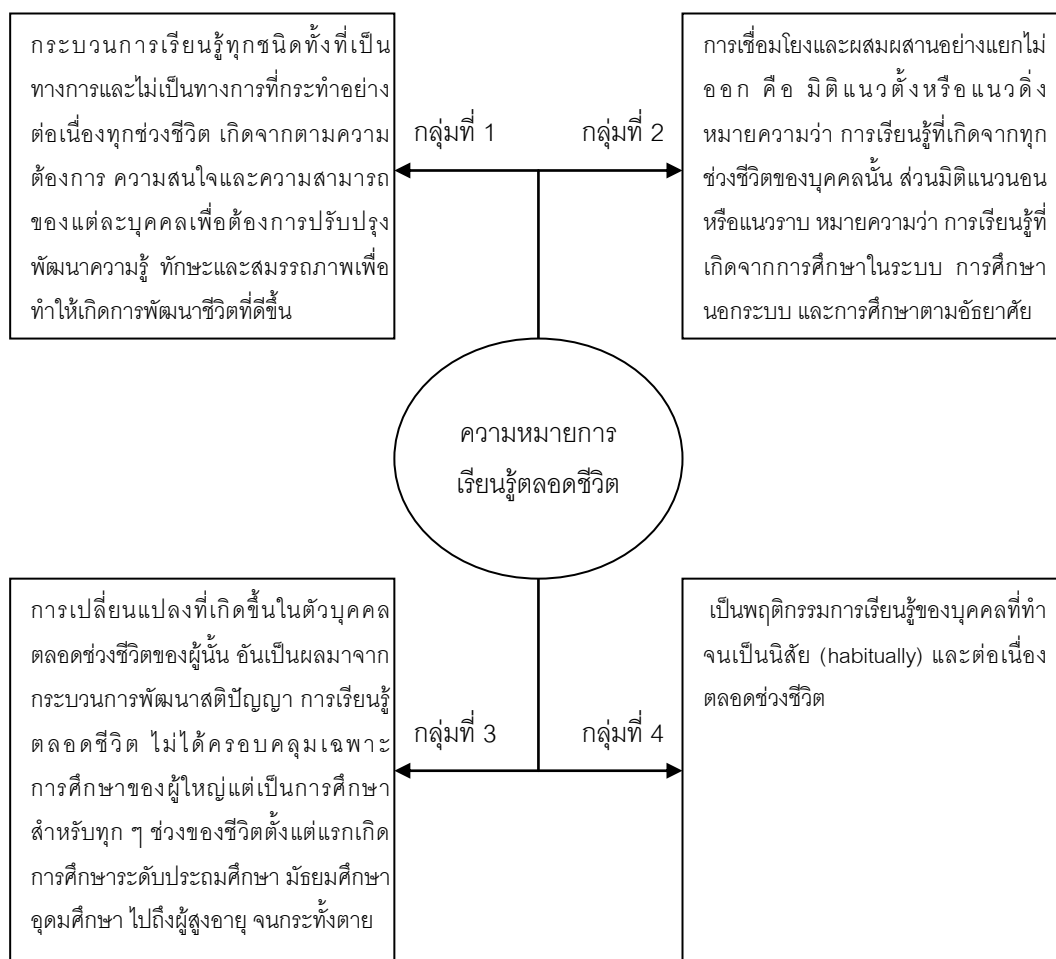 กระบวนการเรียนรู้ทุกชนิดทั้งที่เป็น
ทางการและไม่เป็นทางการที่กระทำอย่าง
ต่อเนื่องทุกช่วงชีวิต เกิดจากตามความ
ต้องการ ความสนใจและความสามารถ
ของแต่ละบุคคลเพื่อต้องการปรับปรุง
พัฒนาความรู้ ทักษะและสมรรถภาพเพื่อ
ทำให้เกิดการพัฒนาชีวิตที่ดีขึ้น
กลุ่มที่ 1
กลุ่มที่ 2
การเชื่อมโยงและผสมผสานอย่างแยกไม่
ออก คือ มิติแนวตั้งหรือแนวดิ่ง
หมายความว่า การเรียนรู้ที่เกิดจากทุก
ช่วงชีวิตของบุคคลนั้น ส่วนมิติแนวนอน
หรือแนวราบ หมายความว่า การเรียนรู้ที่
เกิดจากการศึกษาในระบบ การศึกษา
นอกระบบ และการศึกษาตามอัธยาศัย
ความหมายการ
เรียนรู้ตลอดชีวิต
การเปลี่ยนแปลงที่เกิดขึ้นในตัวบุคคล
ตลอดช่วงชีวิตของผู้นั้น อันเป็นผลมาจาก
กระบวนการพัฒนาสติปัญญา การเรียนรู้
ตลอดชีวิต ไม่ได้ครอบคลุมเฉพาะ
การศึกษาของผู้ใหญ่แต่เป็นการศึกษา
สำหรับทุก ๆ ช่วงของชีวิตตั้งแต่แรกเกิด
การศึกษาระดับประถมศึกษา มัธยมศึกษา
อุดมศึกษา ไปถึงผู้สูงอายุ จนกระทั้งตาย
กลุ่มที่ 3
กลุ่มที่ 4
เป็นพฤติกรรมการเรียนรู้ของบุคคลที่ทำ
จนเป็นนิสัย (habitually) และต่อเนื่อง
ตลอดช่วงชีวิต